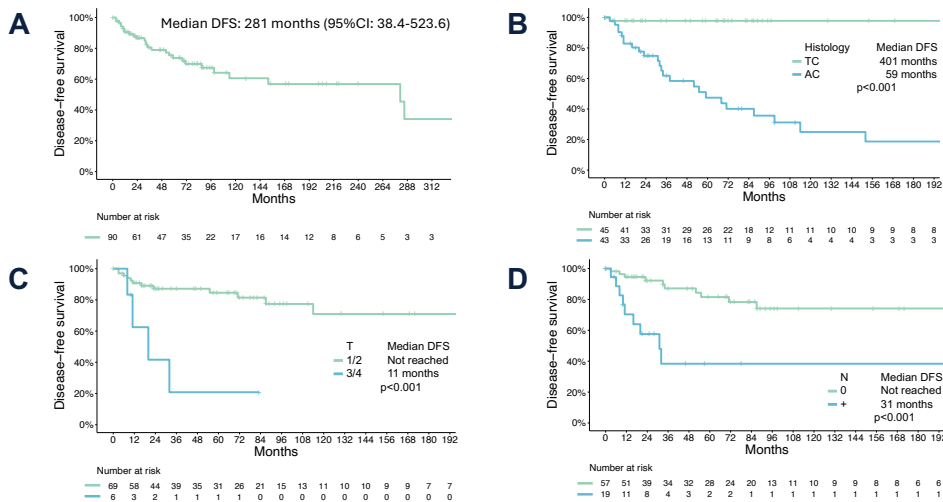 A
Median DFS: 281 months (95%CI: 38.4-523.6)
Disease-free survival
100%
80%
60%
40%
20%
0%
0 24 48 72 96 120 144 168 192 216 240 264 288 312
Months
Number at risk
90 61 47 35 22 17 16 14 12 8 6 5 3 3
B
Disease-free survival
100%
80%
60%
40%
20%
0%
Histology Median DFS
TC 401 months
AC 59 months
p<0.001
0 12 24 36 48 60 72 84 96 108 120 132 144 156 168 180 192
Months
Number at risk
45 41 33 31 29 26 22 18 12 11 11 10 10 9 9 8 8
43 33 26 19 16 13 11 9 8 6 4 4 4 3 3 3 3
C
Disease-free survival
100%
80%
60%
40%
20%
0%
T Median DFS
1/2 Not reached
3/4 11 months
p<0.001
0 12 24 36 48 60 72 84 96 108 120 132 144 156 168 180 192
Months
Number at risk
69 58 44 39 35 31 26 21 15 13 11 10 10 9 9 7 7
6 3 2 1 1 1 1 0 0 0 0 0 0 0 0 0 0
D
Disease-free survival
100%
80%
60%
40%
20%
0%
N Median DFS
0 Not reached
+ 31 months
p<0.001
0 12 24 36 48 60 72 84 96 108 120 132 144 156 168 180 192
Months
Number at risk
57 51 39 34 32 28 24 20 13 11 10 9 8 8 8 6 6
19 11 8 4 3 2 2 1 1 1 1 1 1 1 1 1 1